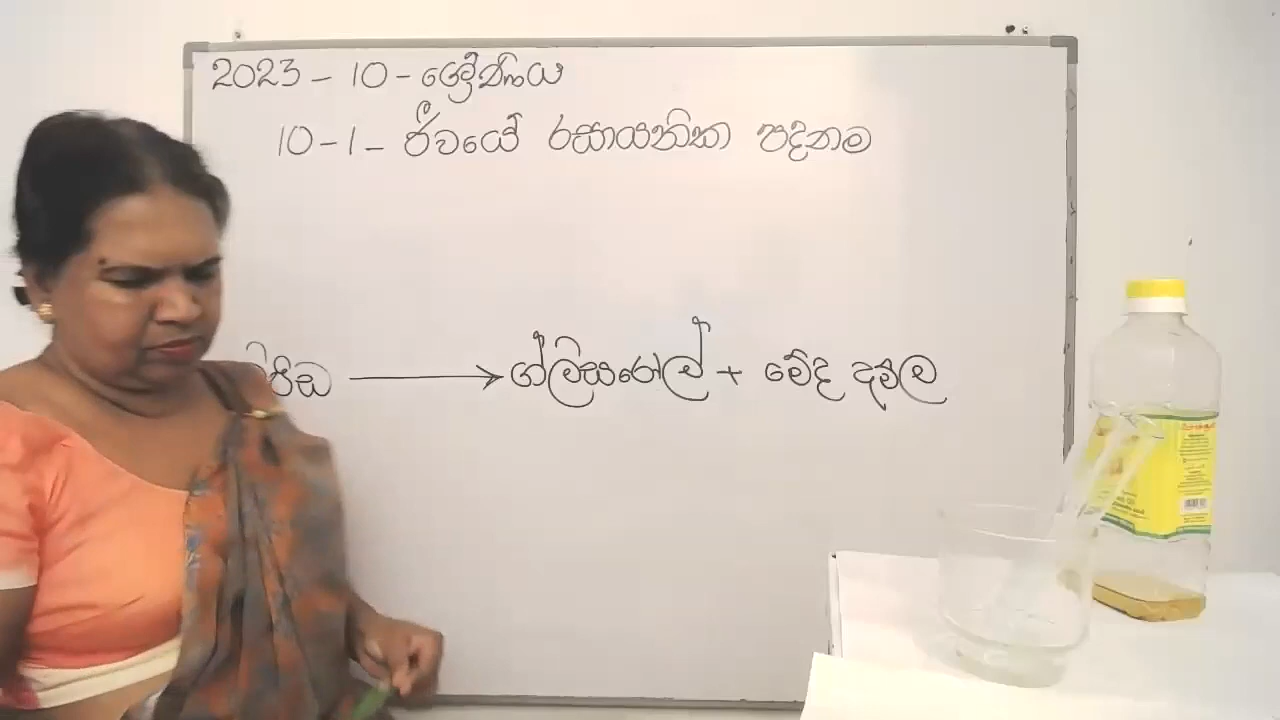 2023 - 10 - ශ්‍රේණිය
10-1- ජීවයේ රසායනික පදනම
ග්ලිසරෝල් + මේද අම්ල